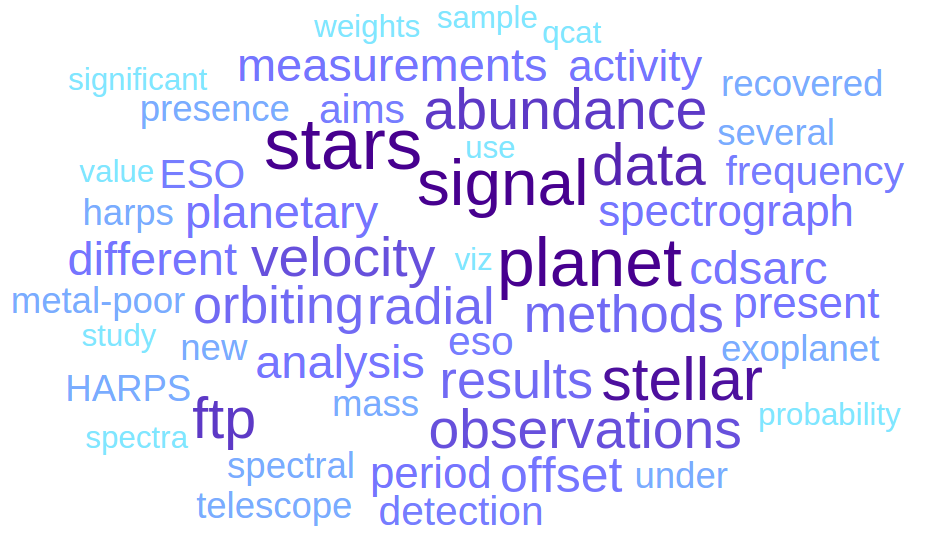 weights sample qcat
measurements activity
significant recovered
presence aims abundance
stars use several
value ESO signal data frequency
harps planetary spectrograph
different velocity viz planet cdsarc
metal-poor orbiting radial methods present
study new analysis eso exoplanet
HARPS mass results stellar
ftp observations probability
spectra
spectral period offset under
telescope detection